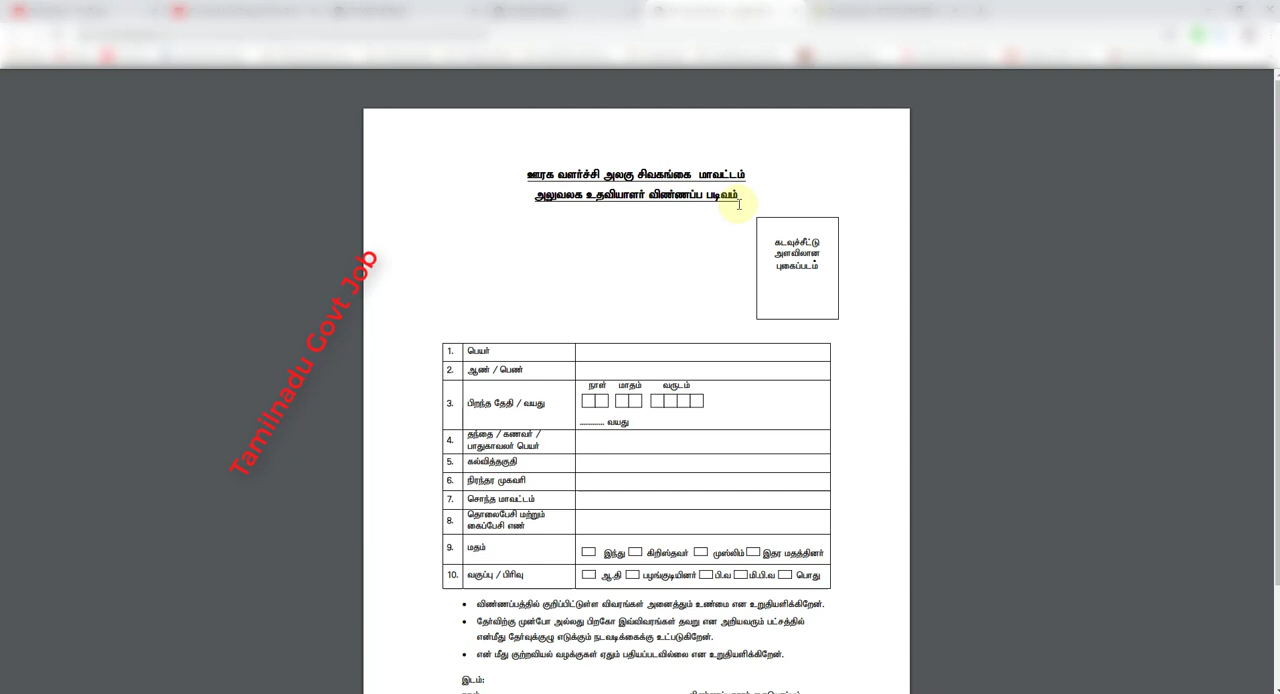 ஊரக வளர்ச்சி அலகு சிவகங்கை மாவட்டம்
அலுவலக உதவியாளர் விண்ணப்ப படிவம்
கடவுச்சீட்டு
அளவிலான
புகைப்படம்
Tamilnadu Govt Job
1. பெயர்
2. ஆண் / பெண்
நாள் மாதம் வருடம்
3. பிறந்த தேதி / வயது
............ வயது
4. தந்தை / கணவர் /
பாதுகாவலர் பெயர்
5. கல்வித்தகுதி
6. நிரந்தர முகவரி
7. சொந்த மாவட்டம்
8. தொலைபேசி மற்றும்
கைப்பேசி எண்
9. மதம் இந்து கிறிஸ்தவர் முஸ்லிம் இதர மதத்தினர்
10. வகுப்பு / பிரிவு ஆ.தி பழங்குடியினர் பி.வ மி.பி.வ பொது
• விண்ணப்பத்தில் குறிப்பிட்டுள்ள விவரங்கள் அனைத்தும் உண்மை என உறுதியளிக்கிறேன்.
• தேர்விற்கு முன்போ அல்லது பிறகோ இவ்விவரங்கள் தவறு என அறியவரும் பட்சத்தில்
என்மீது தேர்வுக்குழு எடுக்கும் நடவடிக்கைக்கு உட்படுகிறேன்.
• என் மீது குற்றவியல் வழக்குகள் ஏதும் பதியப்படவில்லை என உறுதியளிக்கிறேன்.
இடம்: